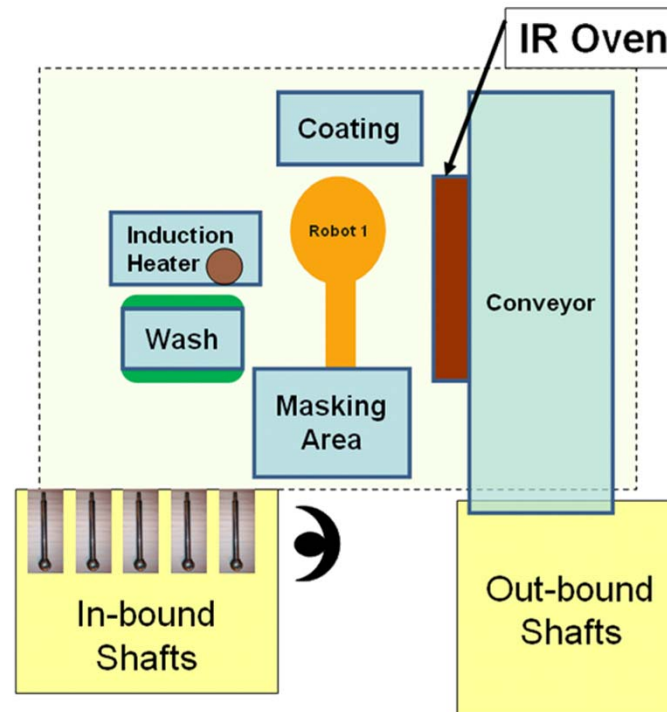 IR Oven
Coating
Robot 1
Induction
Heater
Conveyor
Wash
Masking
Area
In-bound
Shafts
Out-bound
Shafts